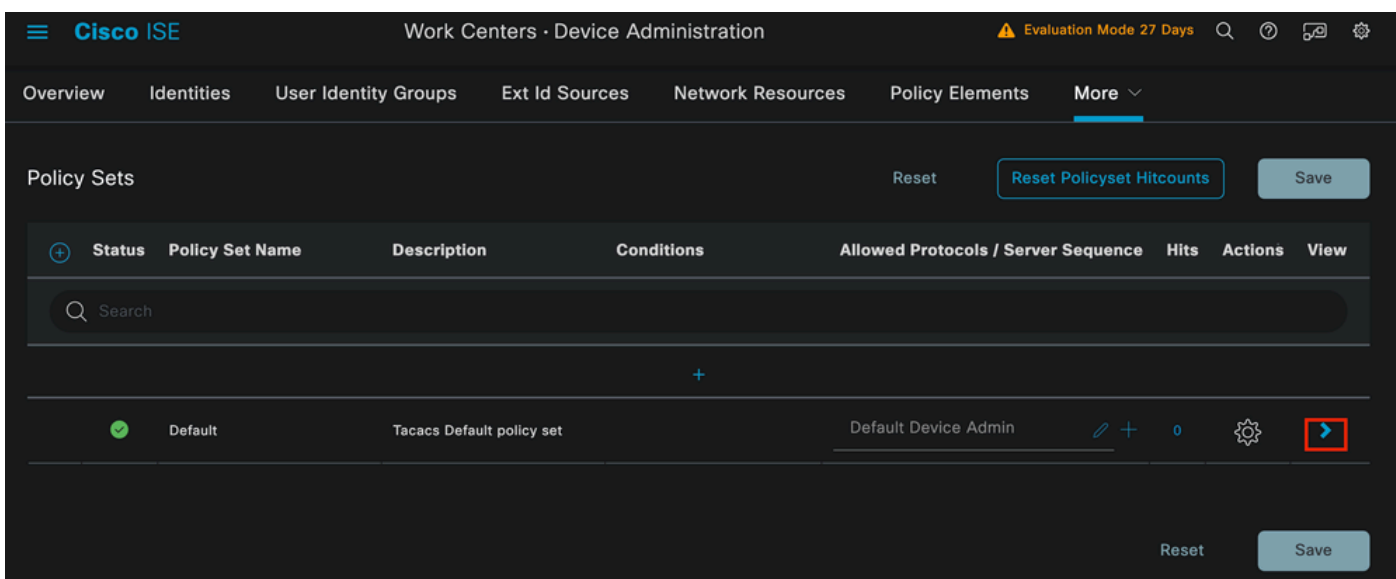 Cisco ISE Work Centers · Device Administration Evaluation Mode 27 Days
Overview Identities User Identity Groups Ext Id Sources Network Resources Policy Elements More
Policy Sets Reset Reset Policyset Hitcounts Save
Status Policy Set Name Description Conditions Allowed Protocols / Server Sequence Hits Actions View
Search
+
Default Tacacs Default policy set Default Device Admin + 0
Reset Save